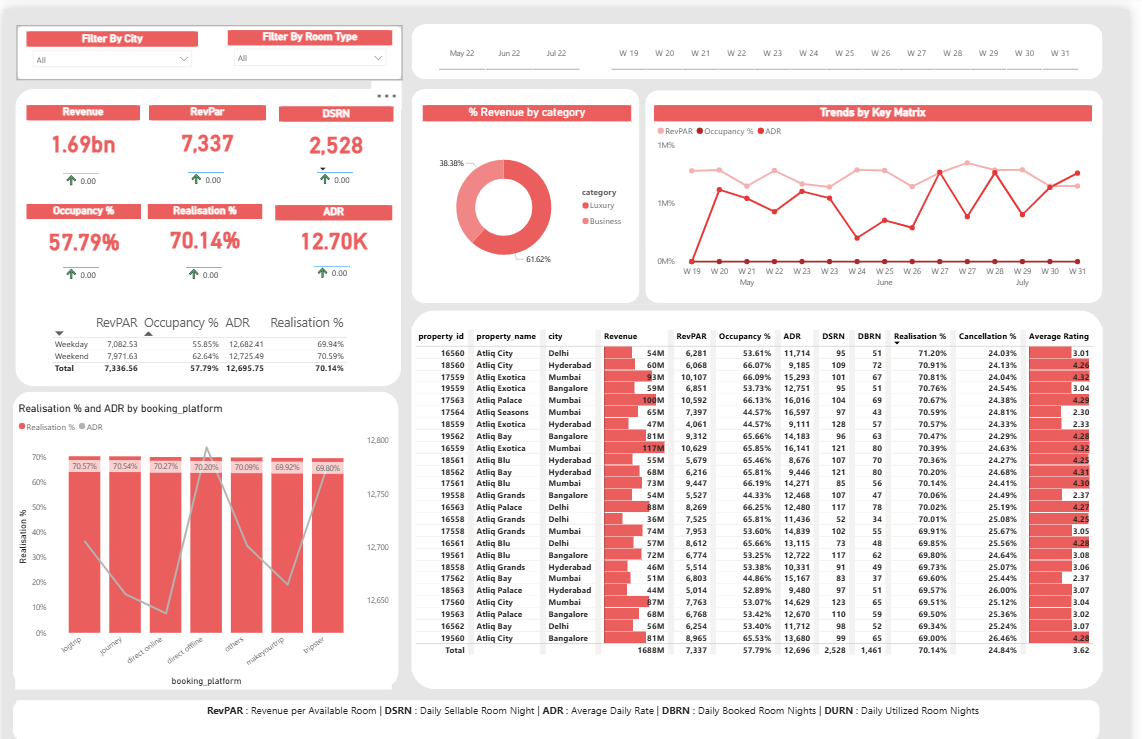 Filter By City
Filter By Room Type
All
All
May 22 Jun 22 Jul 22 W 19 W 20 W 21 W 22 W 23 W 24 W 25 W 26 W 27 W 28 W 29 W 30 W 31
Revenue RevPar DSRN
1.69bn 7,337 2,528
0.00 0.00 0.00
Occupancy % Realisation % ADR
57.79% 70.14% 12.70K
0.00 0.00 0.00
RevPAR Occupancy % ADR Realisation %
Weekday 7,082.53 55.85% 12,682.41 69.94%
Weekend 7,971.63 62.64% 12,725.49 70.59%
Total 7,336.56 57.79% 12,695.75 70.14%
% Revenue by category
38.38%
61.62%
category
Luxury
Business
Trends by Key Matrix
RevPAR Occupancy % ADR
1M%
1M%
0M%
W 19 W 20 W 21 W 22 W 23 W 23 W 24 W 25 W 26 W 27 W 27 W 28 W 29 W 30 W 31
May June July
Realisation % and ADR by booking_platform
Realisation % ADR
Realisation %
70%
60%
50%
40%
30%
20%
10%
0%
70.57% 70.54% 70.27% 70.20% 70.09% 69.92% 69.80%
12,800
12,750
12,700
12,650
logtrip journey direct online direct offline others makeyourtrip tripster
booking_platform
property_id property_name city Revenue RevPAR Occupancy % ADR DSRN DBRN Realisation % Cancellation % Average Rating
16560 Atliq City Delhi 54M 6,281 53.61% 11,714 95 51 71.20% 24.03% 3.01
18560 Atliq City Hyderabad 60M 6,068 66.07% 9,185 109 72 70.91% 24.13% 4.26
17559 Atliq Exotica Mumbai 93M 10,107 66.09% 15,293 101 67 70.81% 24.04% 4.32
19559 Atliq Exotica Bangalore 59M 6,851 53.73% 12,751 95 51 70.76% 24.54% 3.04
17563 Atliq Palace Mumbai 100M 10,592 66.13% 16,016 104 69 70.67% 24.38% 4.29
17564 Atliq Seasons Mumbai 65M 7,397 44.57% 16,597 97 43 70.59% 24.81% 2.30
18559 Atliq Exotica Hyderabad 47M 4,061 44.57% 9,111 128 57 70.57% 24.33% 2.33
19562 Atliq Bay Bangalore 81M 9,312 65.66% 14,183 96 63 70.47% 24.29% 4.28
16559 Atliq Exotica Mumbai 117M 10,629 65.85% 16,141 121 80 70.39% 24.63% 4.32
18561 Atliq Blu Hyderabad 55M 5,679 65.46% 8,676 107 70 70.36% 24.27% 4.25
18562 Atliq Bay Hyderabad 68M 6,216 65.81% 9,446 121 80 70.20% 24.68% 4.31
17561 Atliq Blu Mumbai 73M 9,447 66.19% 14,271 85 56 70.14% 24.41% 4.30
19558 Atliq Grands Bangalore 54M 5,527 44.33% 12,468 107 47 70.06% 24.49% 2.37
16563 Atliq Palace Delhi 88M 8,269 66.25% 12,480 117 78 70.02% 25.19% 4.27
16558 Atliq Grands Delhi 36M 7,525 65.81% 11,436 52 34 70.01% 25.08% 4.25
17558 Atliq Grands Mumbai 74M 7,953 53.60% 14,839 102 55 69.91% 25.67% 3.05
16561 Atliq Blu Delhi 57M 8,612 65.66% 13,115 73 48 69.85% 25.56% 4.28
19561 Atliq Blu Bangalore 72M 6,774 53.25% 12,722 117 62 69.80% 24.64% 3.08
18558 Atliq Grands Hyderabad 46M 5,514 53.38% 10,331 91 49 69.73% 25.07% 3.06
17562 Atliq Bay Mumbai 51M 6,803 44.86% 15,167 83 37 69.60% 25.44% 2.37
18563 Atliq Palace Hyderabad 44M 5,014 52.89% 9,480 97 51 69.57% 26.00% 3.07
17560 Atliq City Mumbai 87M 7,763 53.07% 14,629 123 65 69.51% 25.12% 3.04
19563 Atliq Palace Bangalore 68M 6,768 53.42% 12,670 110 59 69.50% 25.36% 3.02
16562 Atliq Bay Delhi 56M 6,254 53.40% 11,712 98 52 69.34% 25.24% 3.07
19560 Atliq City Bangalore 81M 8,965 65.53% 13,680 99 65 69.00% 26.46% 4.28
Total 1688M 7,337 57.79% 12,696 2,528 1,461 70.14% 24.84% 3.62
RevPAR : Revenue per Available Room | DSRN : Daily Sellable Room Night | ADR : Average Daily Rate | DBRN : Daily Booked Room Nights | DURN : Daily Utilized Room Nights